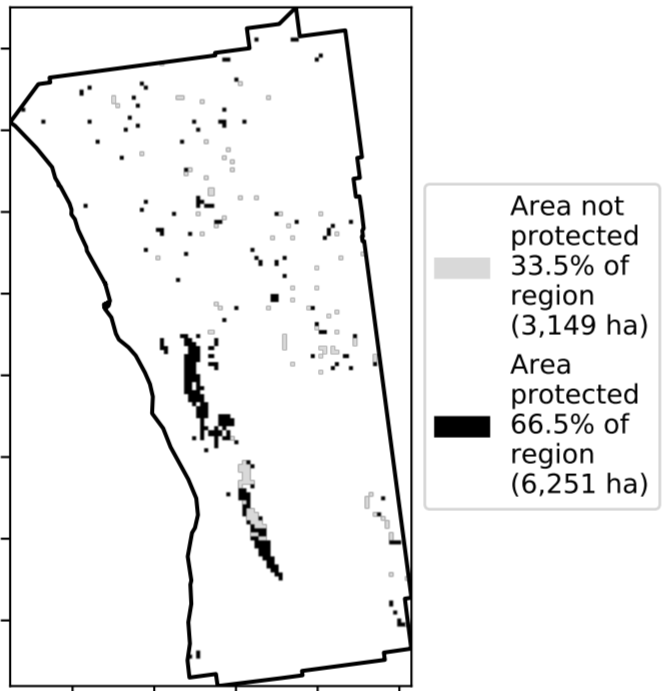 Area not
protected
33.5% of
region
(3,149 ha)
Area
protected
66.5% of
region
(6,251 ha)